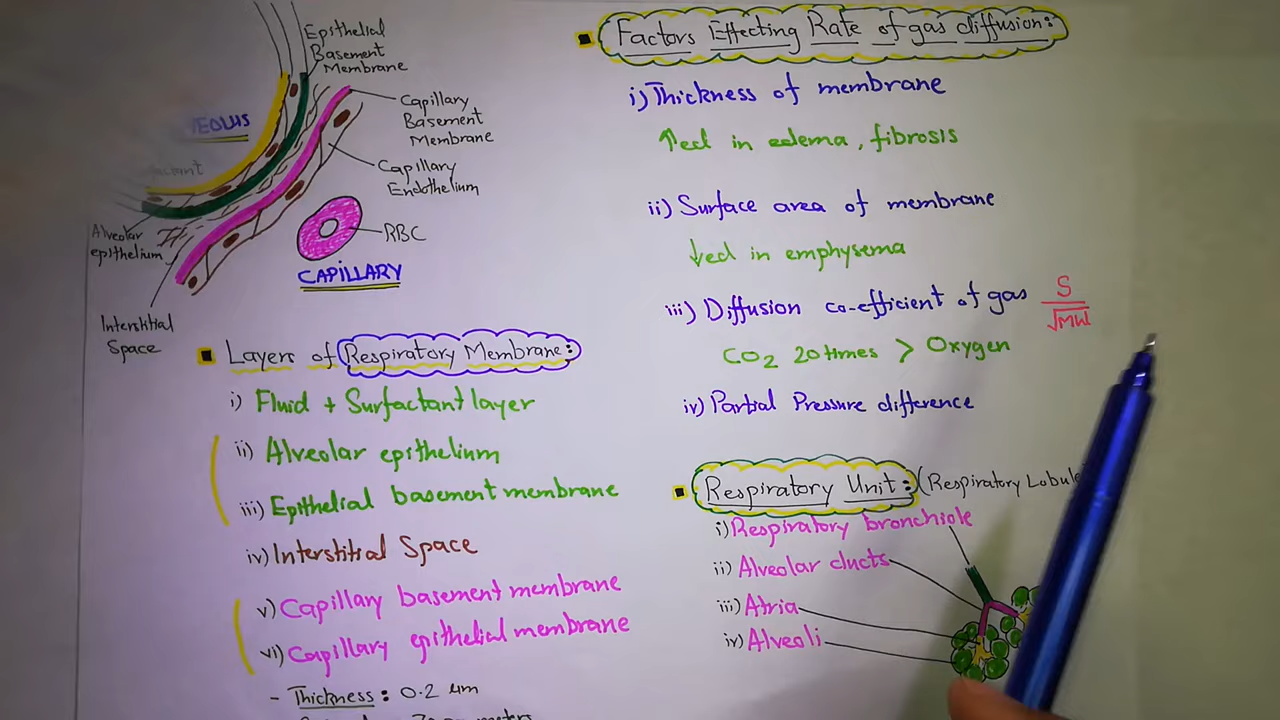 Epithelial
Basement
Membrane
Capillary
Basement
Membrane
Capillary
Endothelium
RBC
CAPILLARY
Alveolar
epithelium
Interstitial
Space
■ Layers of Respiratory Membrane:
i) Fluid + Surfactant layer
ii) Alveolar epithelium
iii) Epithelial basement membrane
iv) Interstitial Space
v) Capillary basement membrane
vi) Capillary epithelial membrane
- Thickness: 0.2 um
■ Factors Effecting Rate of gas diffusion:
i) Thickness of membrane
↑ed in edema, fibrosis
ii) Surface area of membrane
↓ed in emphysema
iii) Diffusion co-efficient of gas S/√MW
CO2 20 times > Oxygen
iv) Partial Pressure difference
■ Respiratory Unit: (Respiratory Lobule
i) Respiratory bronchiole
ii) Alveolar ducts
iii) Atria
iv) Alveoli